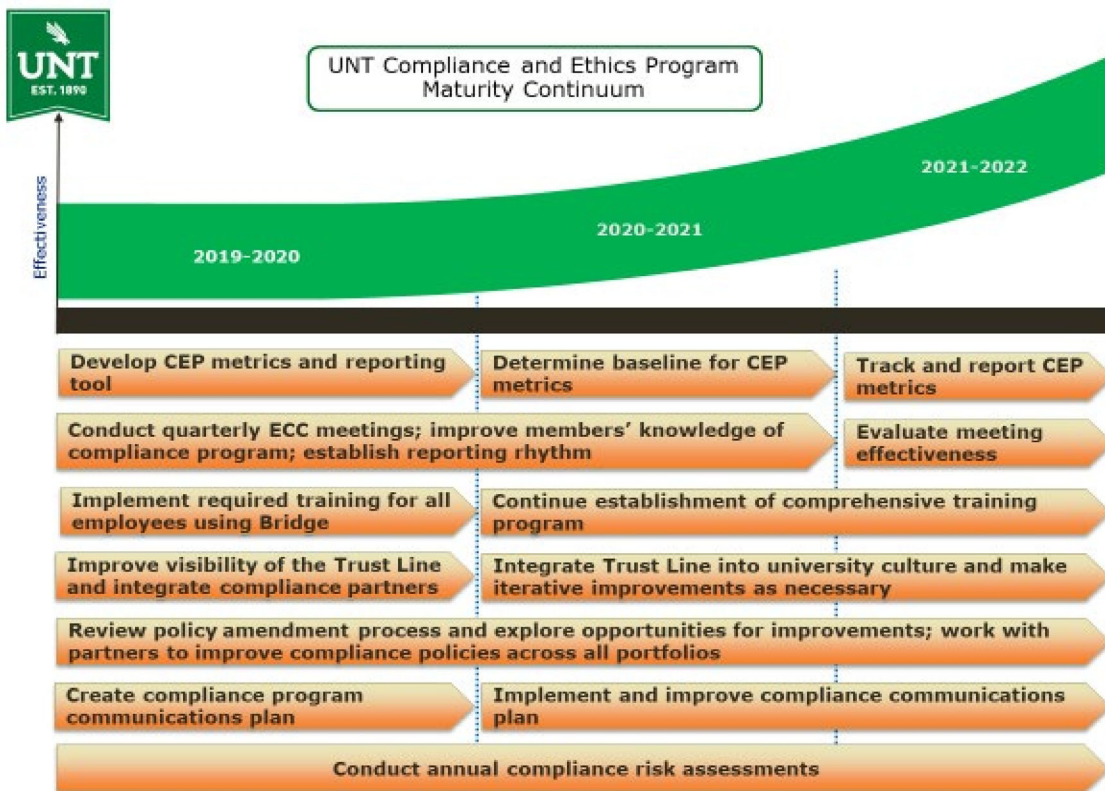 UNT
EST. 1890
UNT Compliance and Ethics Program
Maturity Continuum
Effectiveness
2021-2022
2020-2021
2019-2020
Develop CEP metrics and reporting
tool
Determine baseline for CEP
metrics
Track and report CEP
metrics
Conduct quarterly ECC meetings; improve members’ knowledge of
compliance program; establish reporting rhythm
Evaluate meeting
effectiveness
Implement required training for all
employees using Bridge
Continue establishment of comprehensive training
program
Improve visibility of the Trust Line
and integrate compliance partners
Integrate Trust Line into university culture and make
iterative improvements as necessary
Review policy amendment process and explore opportunities for improvements; work with
partners to improve compliance policies across all portfolios
Create compliance program
communications plan
Implement and improve compliance communications
plan
Conduct annual compliance risk assessments